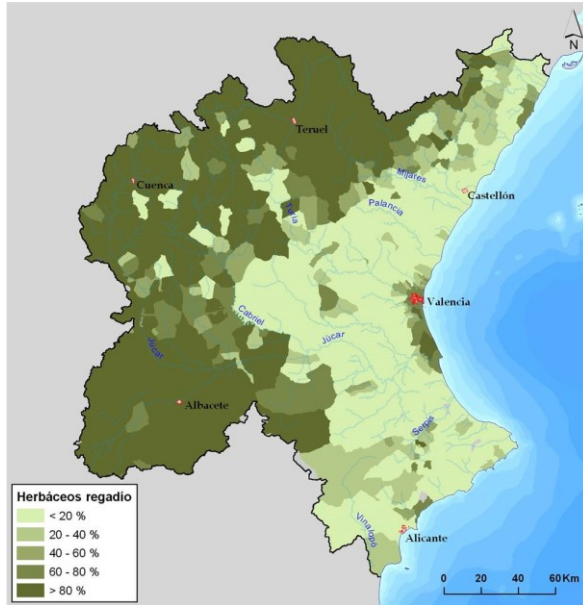 N
Teruel
Cuenca
Mijares
Castellón
Palancia
Turia
Valencia
Cabriel
Júcar
Júcar
Albacete
Serpis
Vinalopó
Alicante
Herbáceos regadío
< 20 %
20 - 40 %
40 - 60 %
60 - 80 %
> 80 %
0 20 40 60 Km